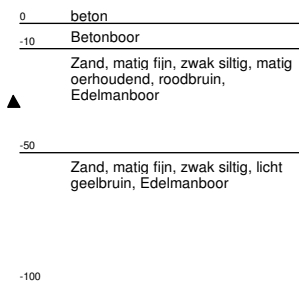 0 beton
-10 Betonboor
Zand, matig fijn, zwak siltig, matig
oerhoudend, roodbruin,
Edelmanboor
-50
Zand, matig fijn, zwak siltig, licht
geelbruin, Edelmanboor
-100